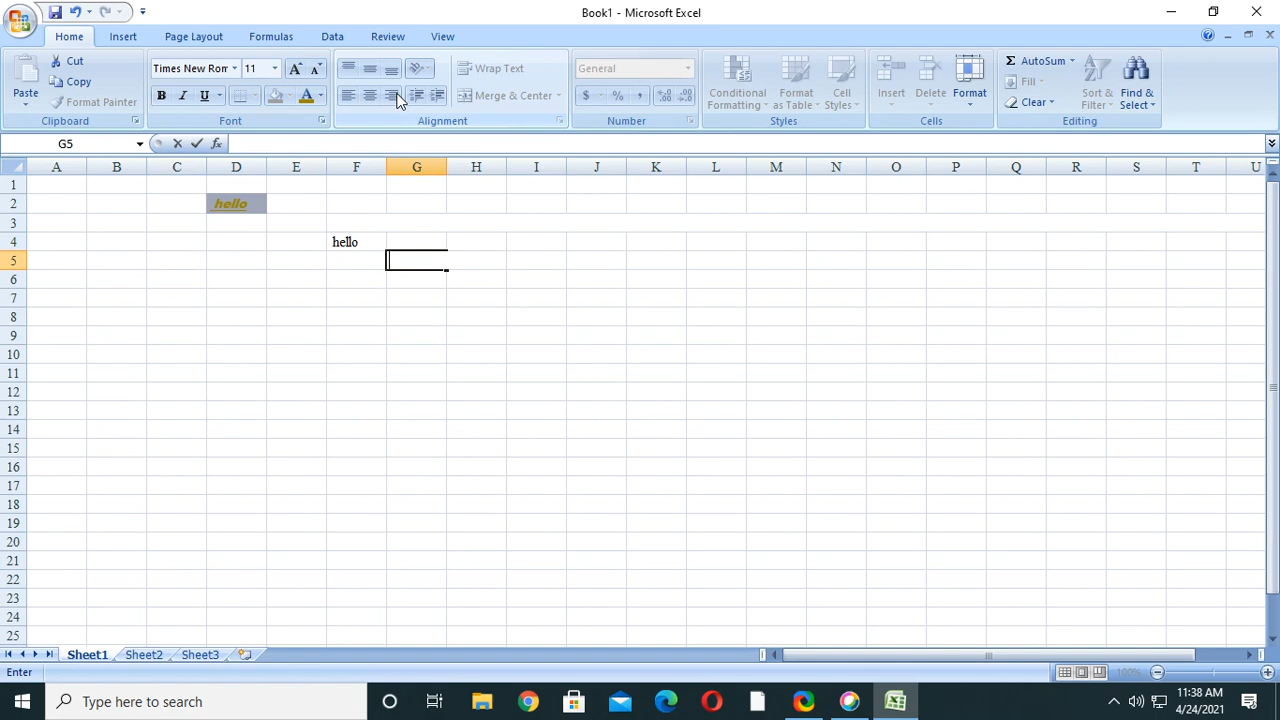 Book1 - Microsoft Excel
Home Insert Page Layout Formulas Data Review View
Paste Cut Copy Format Painter
Clipboard
Times New Rom 11
B I U A
Font
Wrap Text
Merge & Center
Alignment
General
$ % ,
Number
Conditional Formatting Format as Table Cell Styles
Styles
Insert Delete Format
Cells
Σ AutoSum
Fill
Clear
Sort & Filter Find & Select
Editing
G5 fx
A B C D E F G H I J K L M N O P Q R S T U
1
2 hello
3
4 hello
5
6
7
8
9
10
11
12
13
14
15
16
17
18
19
20
21
22
23
24
25
Sheet1 Sheet2 Sheet3
Enter 100%
Type here to search
11:38 AM
4/24/2021